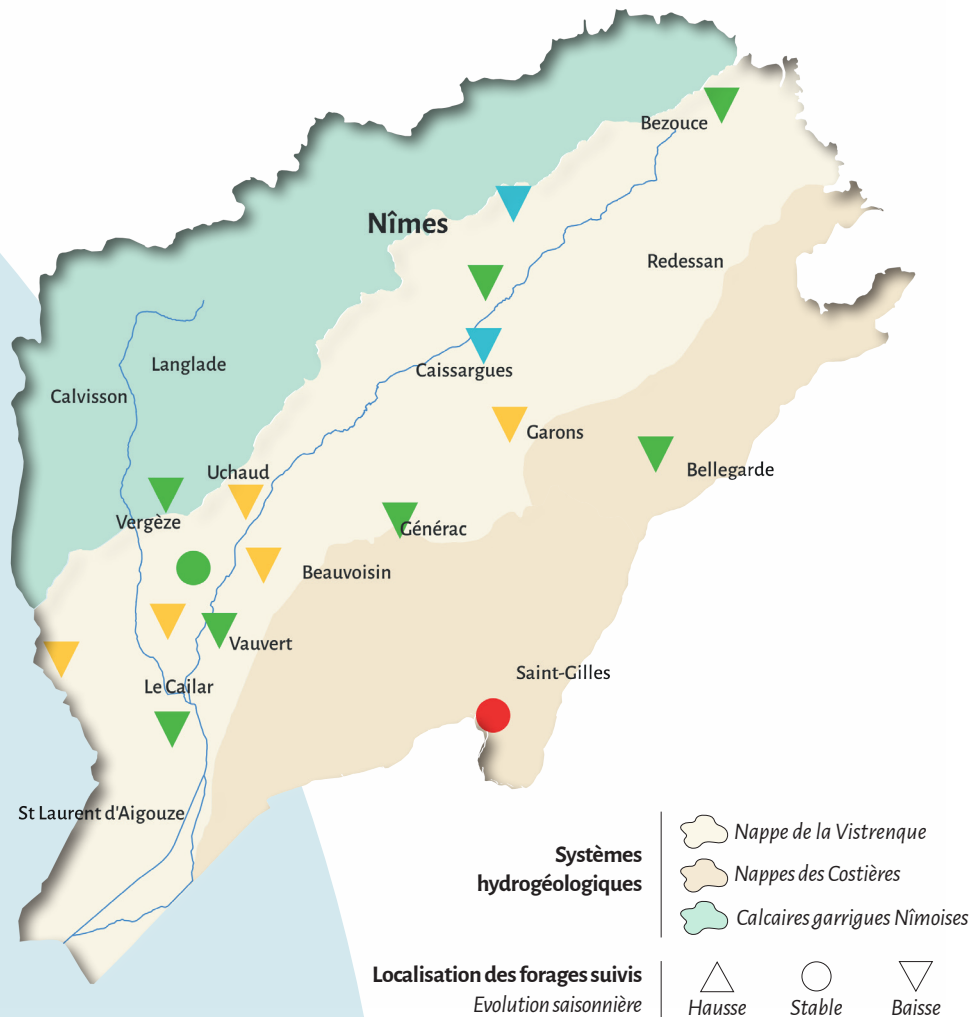 Bezouce
Nîmes
Redessan
Langlade
Caissargues
Calvisson
Garons
Uchaud
Bellegarde
Vergèze
Générac
Beauvoisin
Vauvert
Saint-Gilles
Le Cailar
St Laurent d'Aigouze
Systèmes
hydrogéologiques
Nappe de la Vistrenque
Nappes des Costières
Calcaires garrigues Nîmoises
Localisation des forages suivis
Evolution saisonnière
Hausse
Stable
Baisse